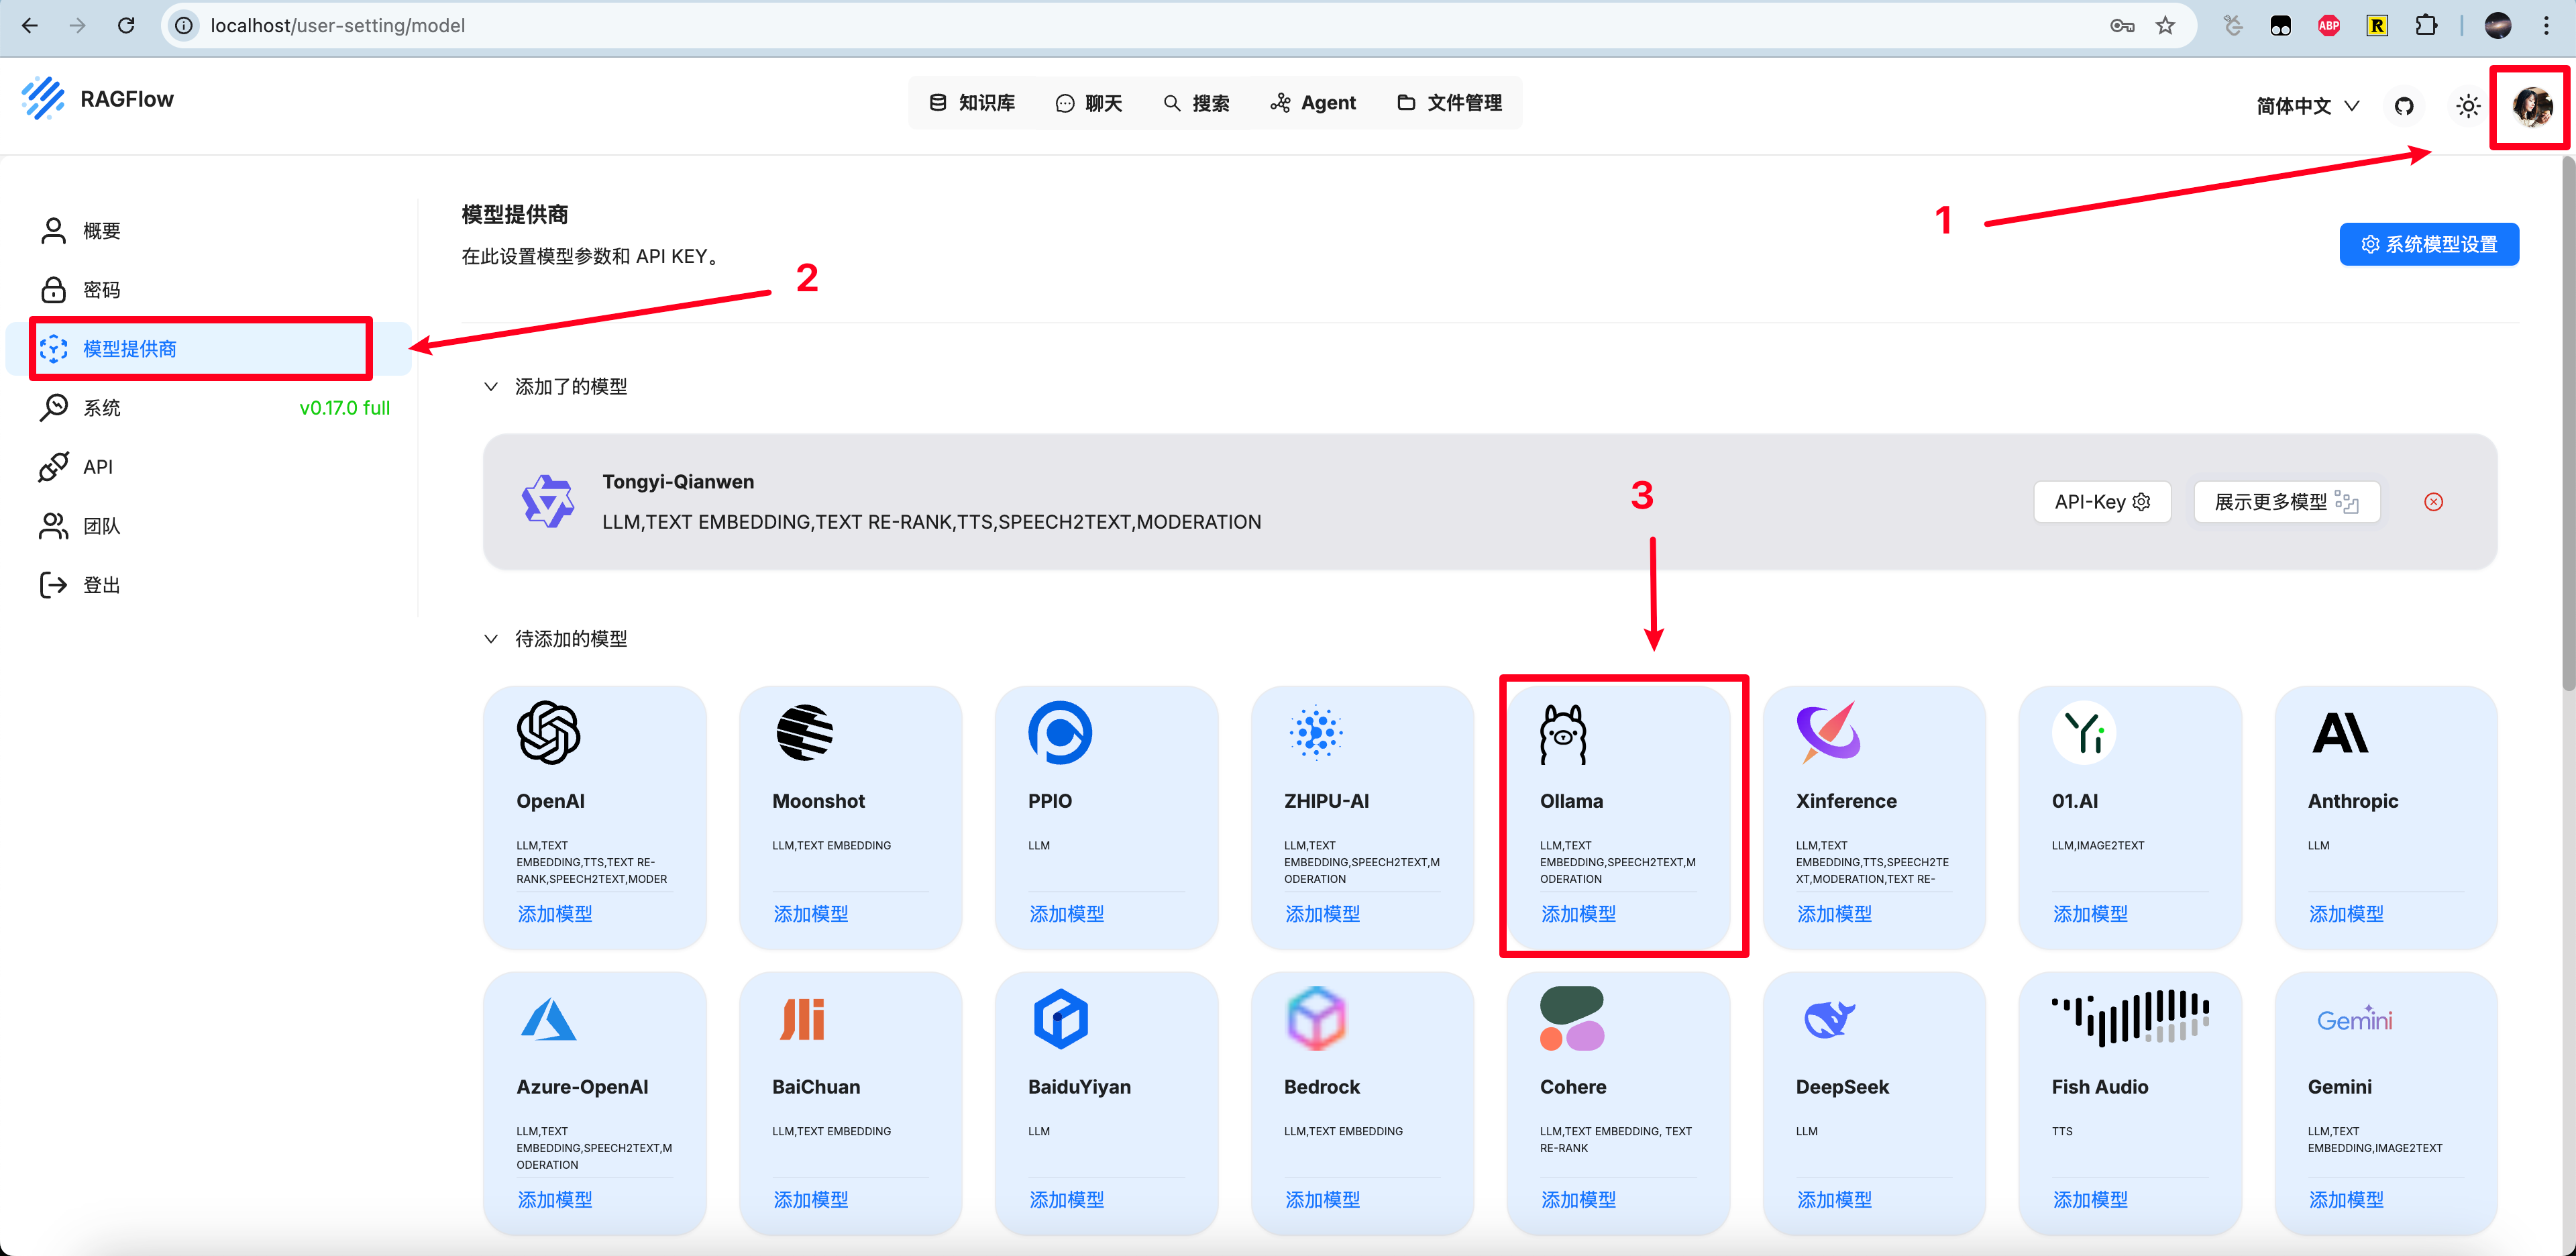 localhost/user-setting/model
ABP
R
RAGFlow
知识库
聊天
搜索
Agent
文件管理
简体中文
1
概要
密码
模型提供商
系统
v0.17.0 full
API
团队
登出
模型提供商
在此设置模型参数和 API KEY。
2
系统模型设置
添加了的模型
Tongyi-Qianwen
LLM,TEXT EMBEDDING,TEXT RE-RANK,TTS,SPEECH2TEXT,MODERATION
3
API-Key
展示更多模型
待添加的模型
OpenAI
LLM,TEXT
EMBEDDING,TTS,TEXT RE-
RANK,SPEECH2TEXT,MODER
添加模型
Moonshot
LLM,TEXT EMBEDDING
添加模型
PPIO
LLM
添加模型
ZHIPU-AI
LLM,TEXT
EMBEDDING,SPEECH2TEXT,M
ODERATION
添加模型
Ollama
LLM,TEXT
EMBEDDING,SPEECH2TEXT,M
ODERATION
添加模型
Xinference
LLM,TEXT
EMBEDDING,TTS,SPEECH2TE
XT,MODERATION,TEXT RE-
添加模型
Yi
01.AI
LLM,IMAGE2TEXT
添加模型
Anthropic
LLM
添加模型
Azure-OpenAI
LLM,TEXT
EMBEDDING,SPEECH2TEXT,M
ODERATION
添加模型
BaiChuan
LLM,TEXT EMBEDDING
添加模型
BaiduYiyan
LLM
添加模型
Bedrock
LLM,TEXT EMBEDDING
添加模型
Cohere
LLM,TEXT EMBEDDING, TEXT
RE-RANK
添加模型
DeepSeek
LLM
添加模型
Fish Audio
TTS
添加模型
Gemini
Gemini
LLM,TEXT
EMBEDDING,IMAGE2TEXT
添加模型